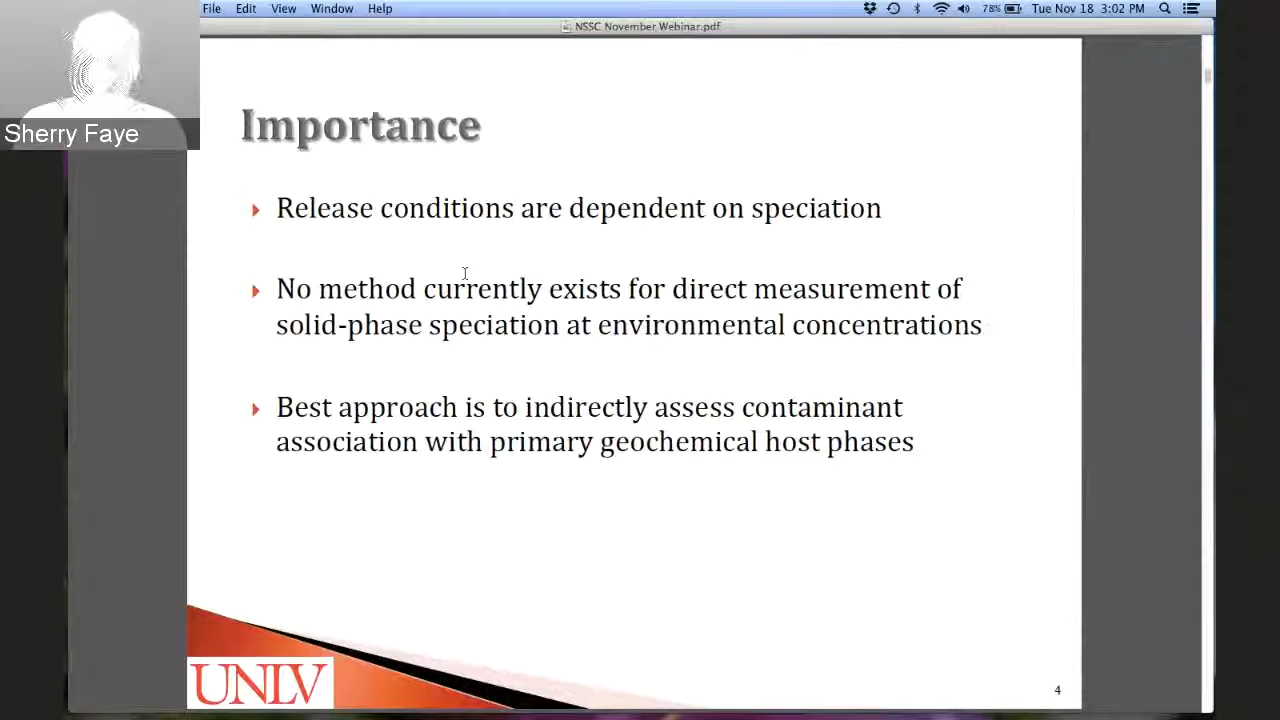 File Edit View Window Help
78% Tue Nov 18 3:02 PM
NSSC November Webinar.pdf
Sherry Faye
Importance
Release conditions are dependent on speciation
No method currently exists for direct measurement of
solid-phase speciation at environmental concentrations
Best approach is to indirectly assess contaminant
association with primary geochemical host phases
UNLV
4